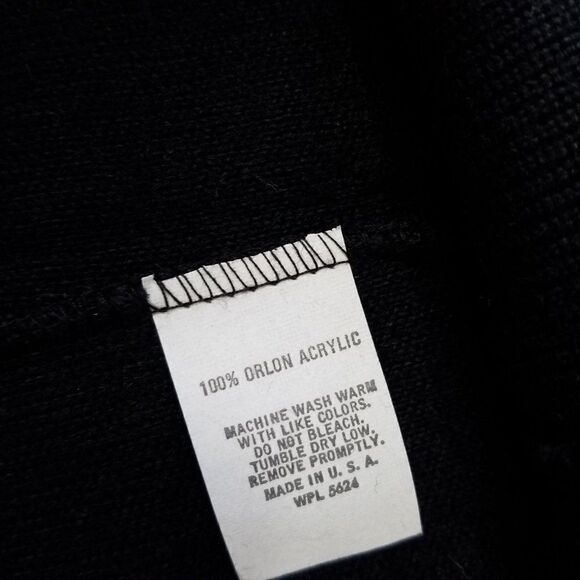 100% ORLON ACRYLIC
MACHINE WASH WARM
WITH LIKE COLORS.
DO NOT BLEACH.
TUMBLE DRY LOW.
REMOVE PROMPTLY.
MADE IN U. S. A.
WPL 5624